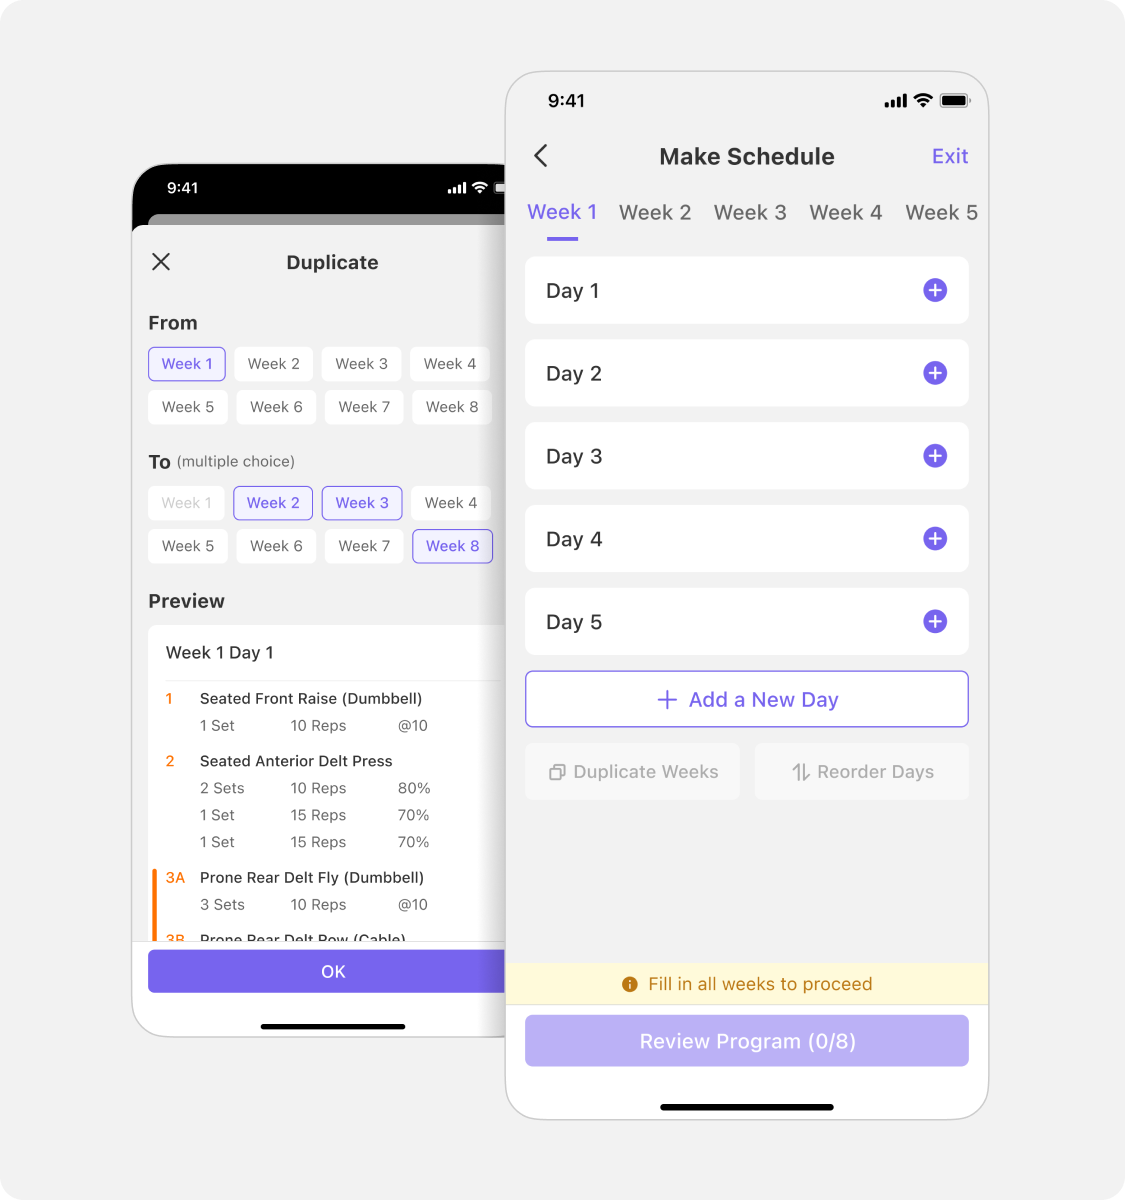 9:41
Duplicate
From
Week 1 Week 2 Week 3 Week 4
Week 5 Week 6 Week 7 Week 8
To (multiple choice)
Week 1 Week 2 Week 3 Week 4
Week 5 Week 6 Week 7 Week 8
Preview
Week 1 Day 1
1 Seated Front Raise (Dumbbell)
1 Set 10 Reps @10
2 Seated Anterior Delt Press
2 Sets 10 Reps 80%
1 Set 15 Reps 70%
1 Set 15 Reps 70%
3A Prone Rear Delt Fly (Dumbbell)
3 Sets 10 Reps @10
3B Prone Rear Delt Row (Cable)
OK
9:41
Make Schedule Exit
Week 1 Week 2 Week 3 Week 4 Week 5
Day 1
Day 2
Day 3
Day 4
Day 5
Add a New Day
Duplicate Weeks Reorder Days
Fill in all weeks to proceed
Review Program (0/8)